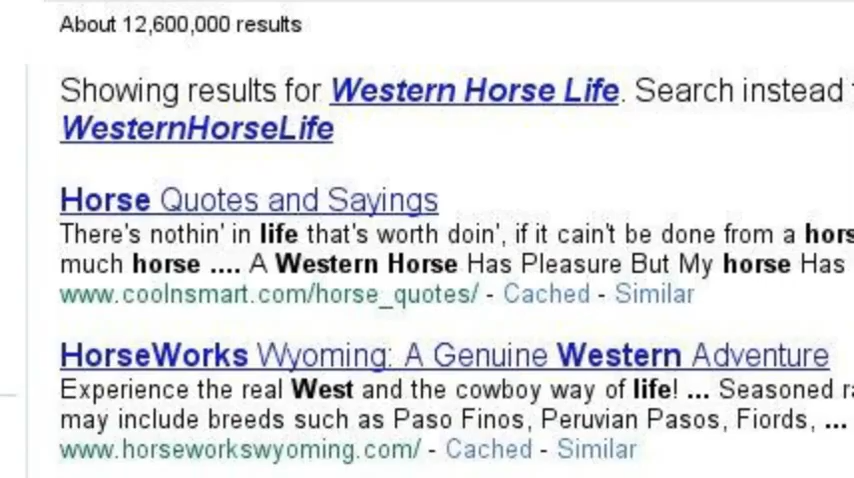 About 12,600,000 results
Showing results for Western Horse Life. Search instead
WesternHorseLife
Horse Quotes and Sayings
There's nothin' in life that's worth doin', if it cain't be done from a
much horse .... A Western Horse Has Pleasure But My horse Has
www.coolnsmart.com/horse_quotes/ - Cached - Similar
HorseWorks Wyoming: A Genuine Western Adventure
Experience the real West and the cowboy way of life! ... Seasoned
may include breeds such as Paso Finos, Peruvian Pasos, Fiords, ...
www.horseworkswyoming.com/ - Cached - Similar